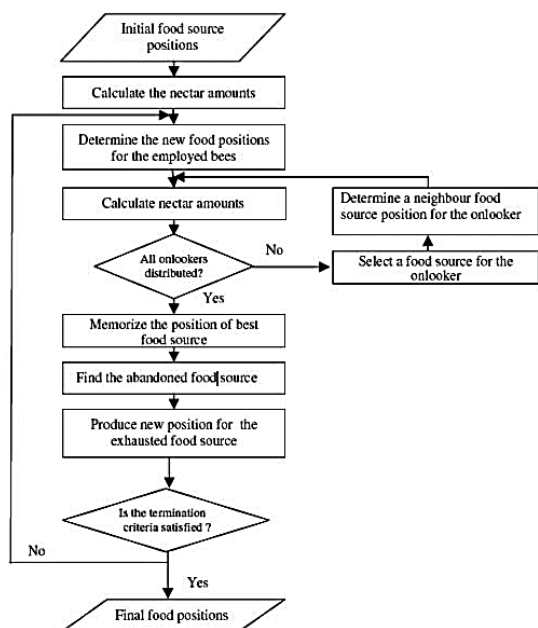 Initial food source
positions
Calculate the nectar amounts
Determine the new food positions
for the employed bees
Calculate nectar amounts
Determine a neighbour food
source position for the onlooker
All onlookers
distributed?
No
Select a food source for the
onlooker
Yes
Memorize the position of best
food source
Find the abandoned food source
Produce new position for the
exhausted food source
Is the termination
criteria satisfied ?
No
Yes
Final food positions